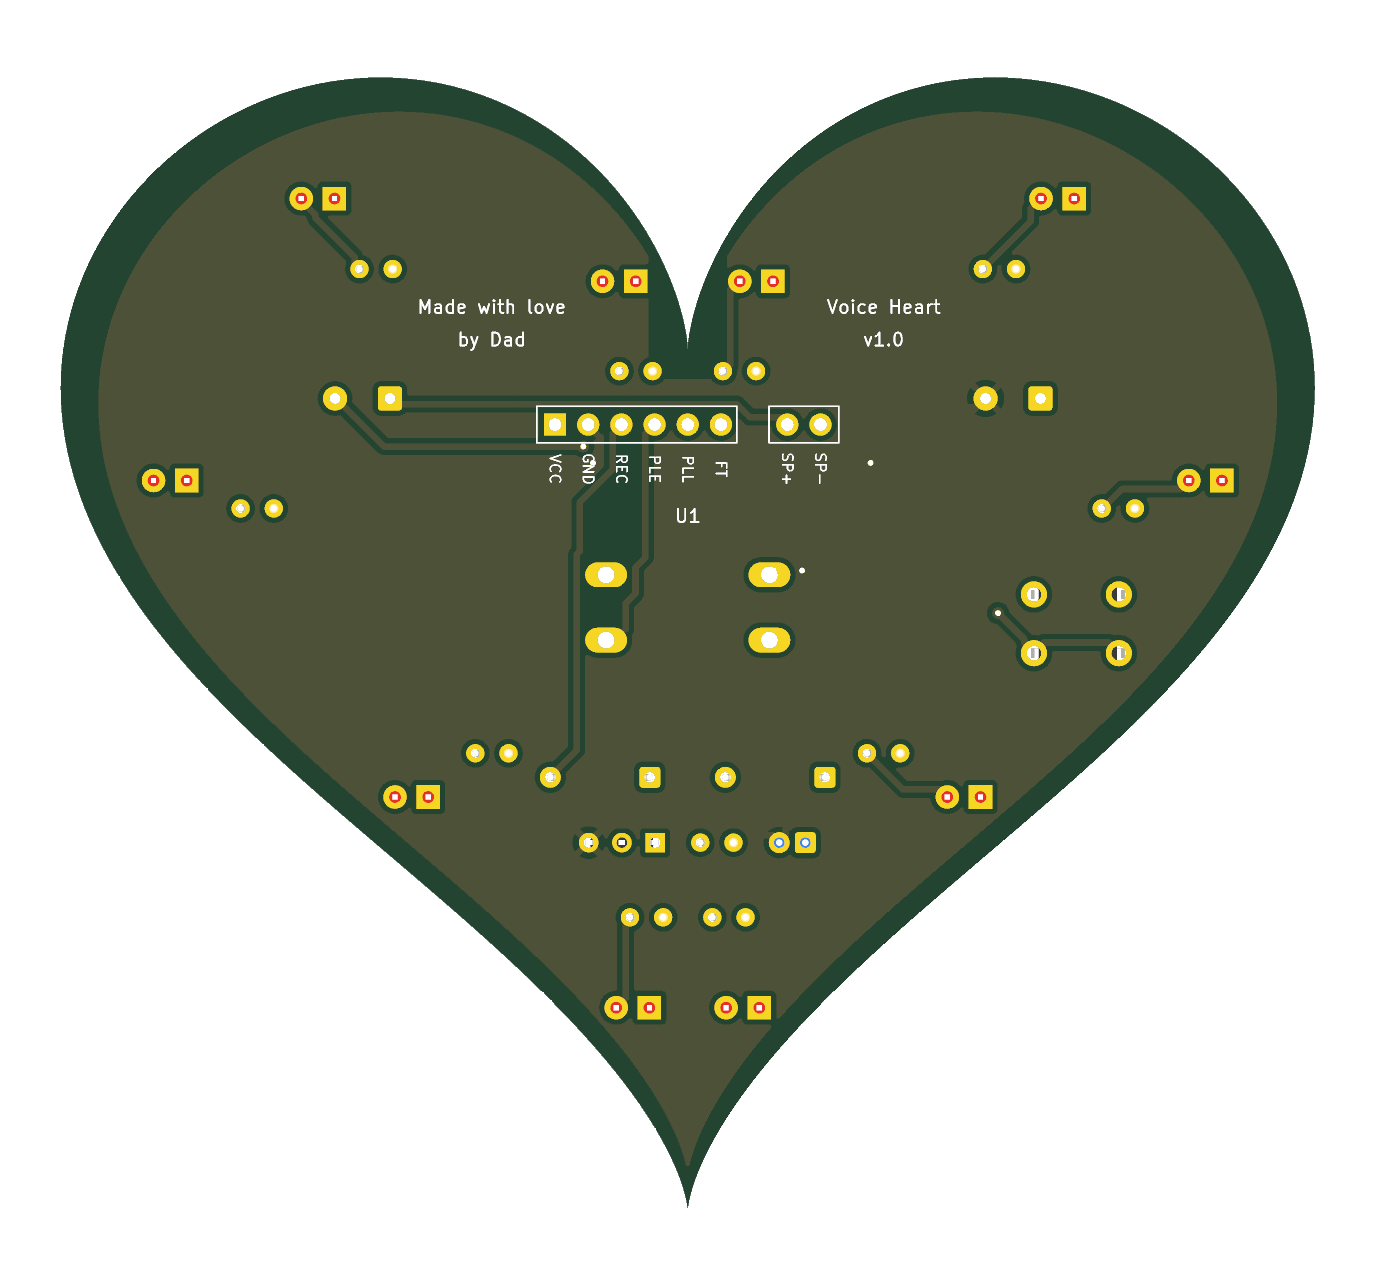 Made with love
by Dad
Voice Heart
v1.0
VCC
GND
REC
PLE
PLL
FT
SP+
SP-
U1